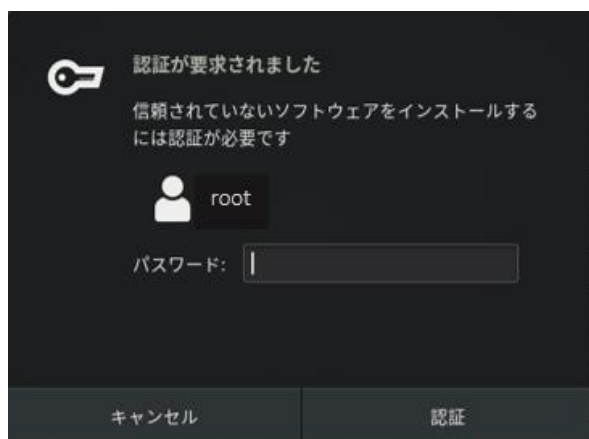 認証が要求されました
信頼されていないソフトウェアをインストールする
には認証が必要です
root
パスワード:
キャンセル
認証